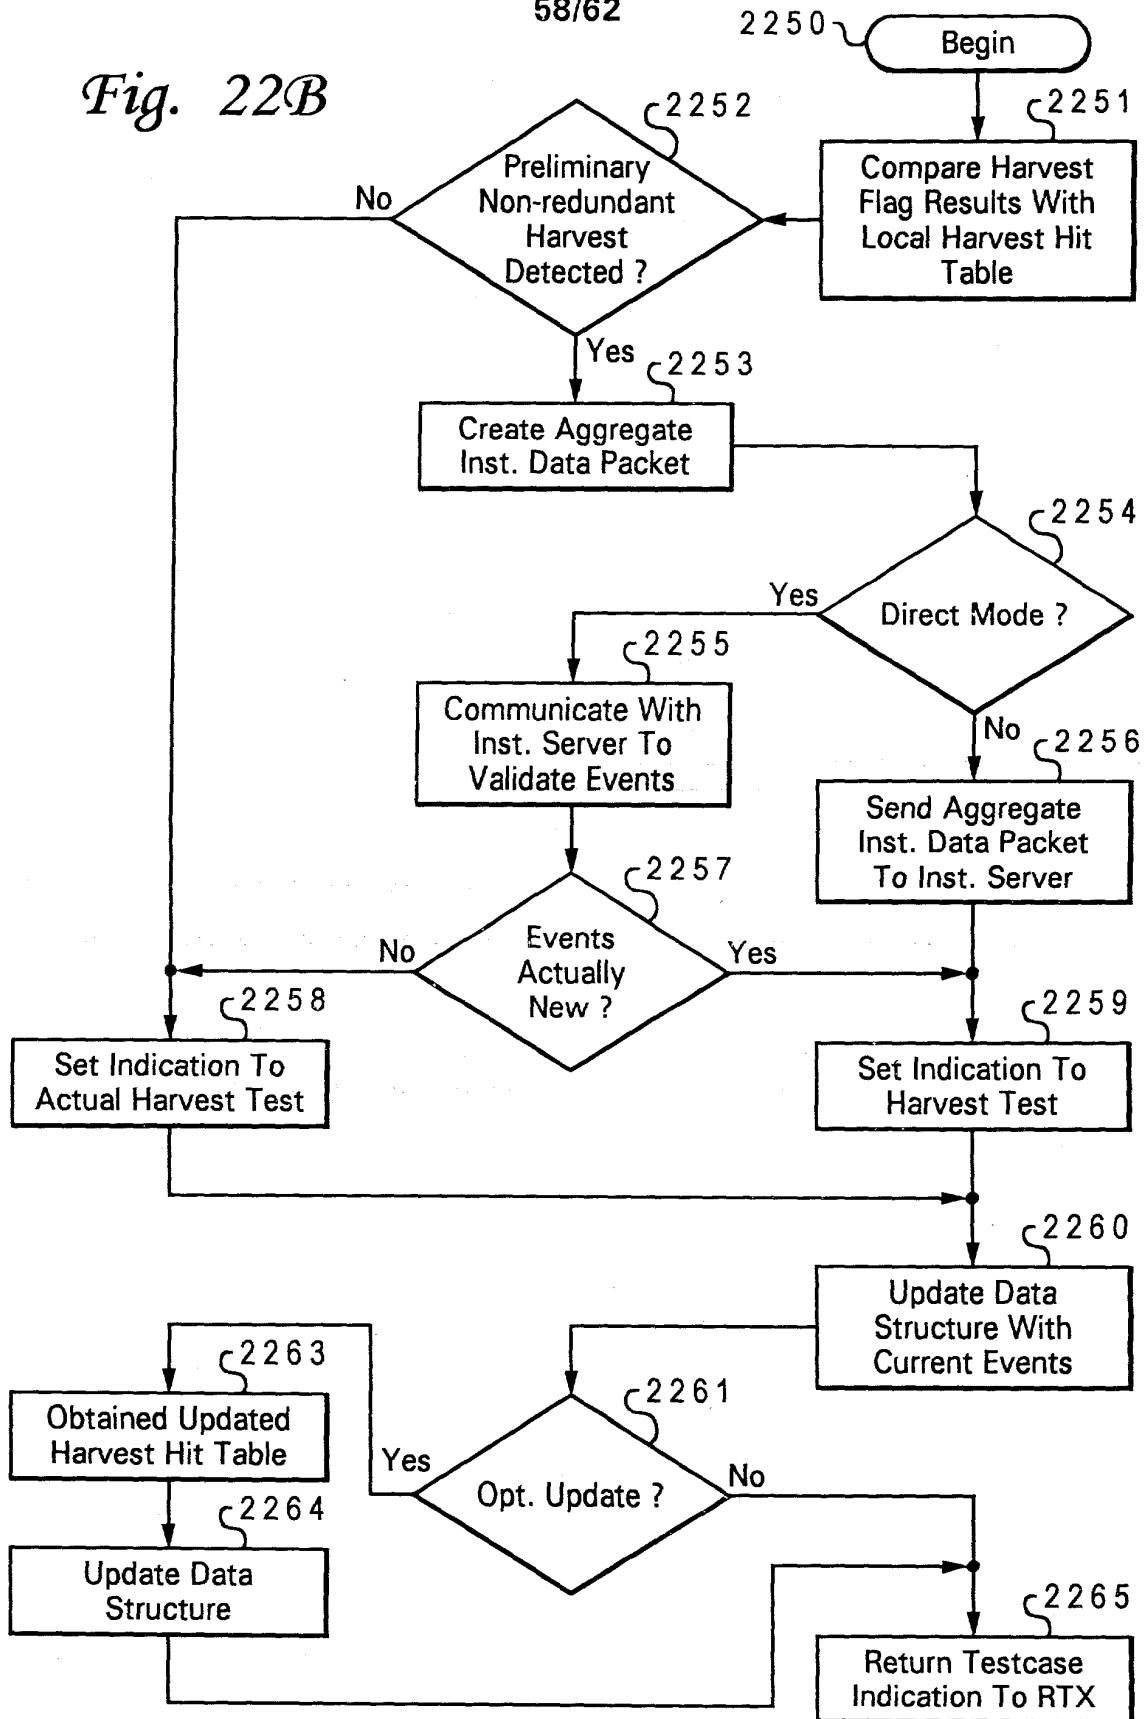 58/62
Fig. 22B
2250
Begin
2251
Compare Harvest
Flag Results With
Local Harvest Hit
Table
2252
Preliminary
Non-redundant
Harvest
Detected ?
No
Yes
2253
Create Aggregate
Inst. Data Packet
2254
Direct Mode ?
Yes
No
2255
Communicate With
Inst. Server To
Validate Events
2256
Send Aggregate
Inst. Data Packet
To Inst. Server
2257
Events
Actually
New ?
No
Yes
2258
Set Indication To
Actual Harvest Test
2259
Set Indication To
Harvest Test
2260
Update Data
Structure With
Current Events
2261
Opt. Update ?
Yes
No
2263
Obtained Updated
Harvest Hit Table
2264
Update Data
Structure
2265
Return Testcase
Indication To RTX